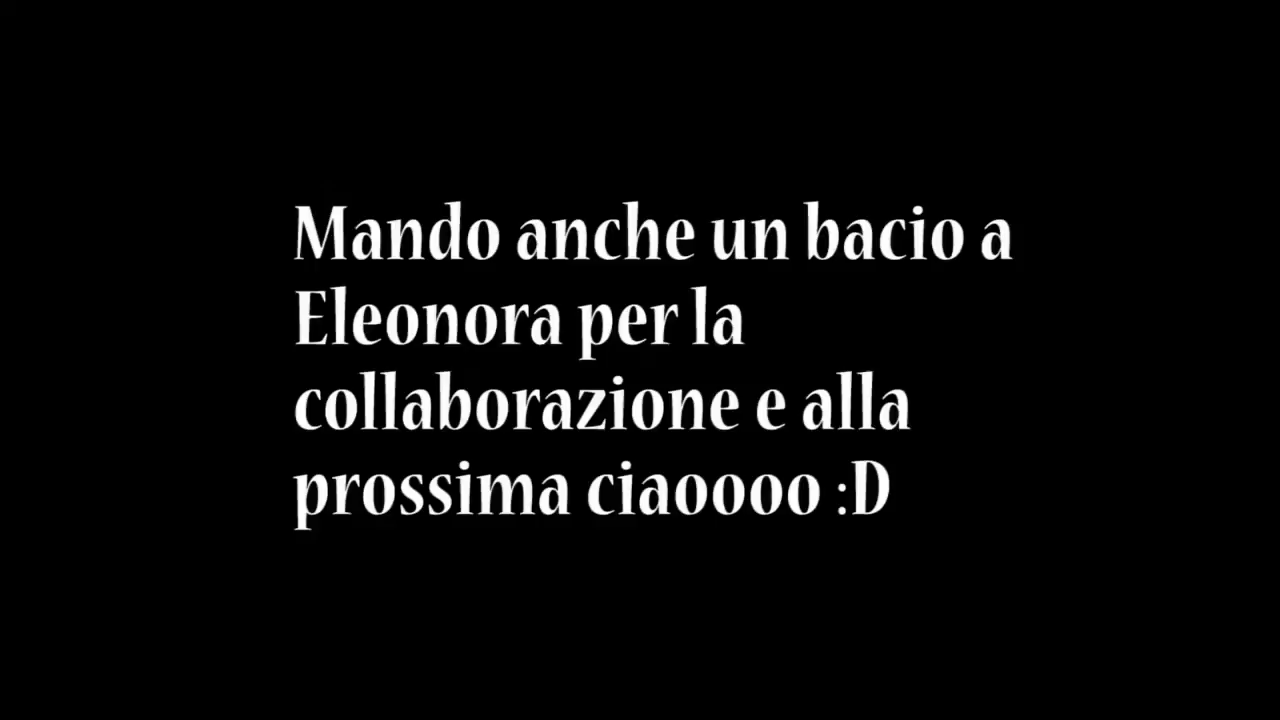 Mando anche un bacio a
Eleonora per la
collaborazione e alla
prossima ciaoooo :D